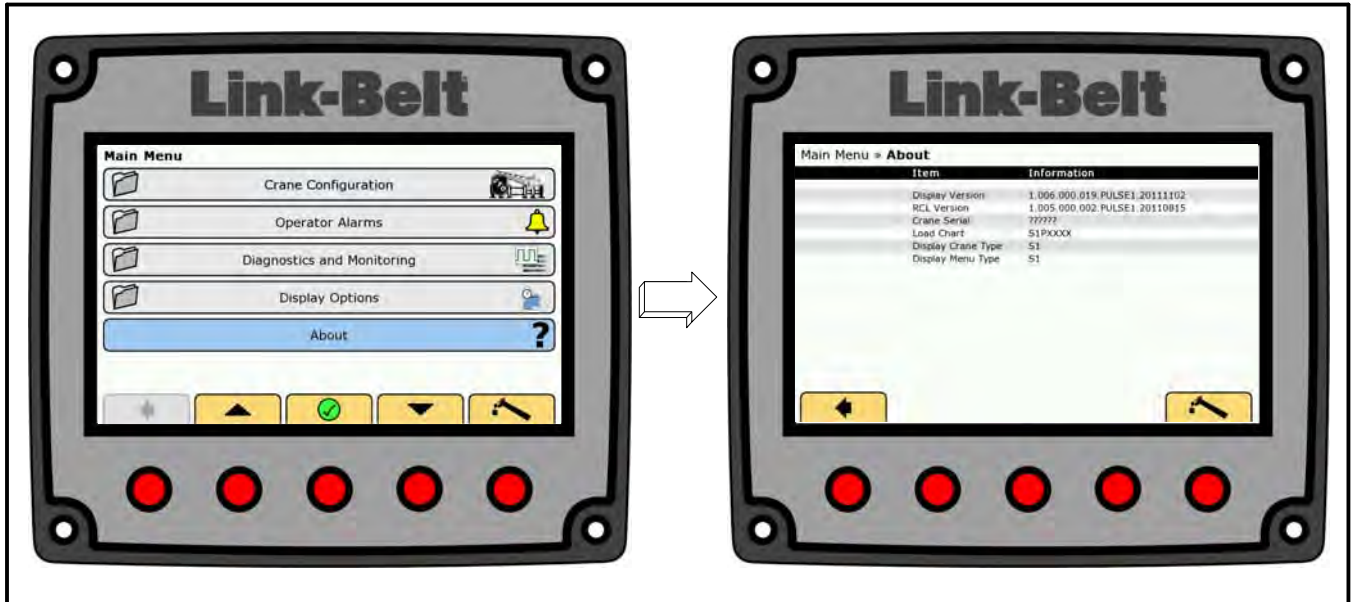 Link-Belt
Main Menu
Crane Configuration
Operator Alarms
Diagnostics and Monitoring
Display Options
About
?
Link-Belt
Main Menu » About
Item Information
Display Version 1.006.000.019.PULSE1.20111102
RCL Version 1.005.000.002.PULSE1.20110815
Crane Serial ??????
Load Chart S1PXXXX
Display Crane Type S1
Display Menu Type S1